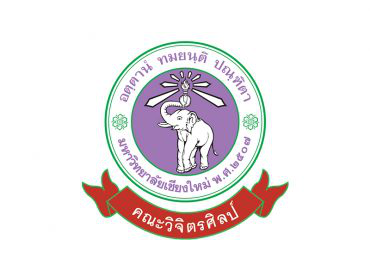 อตฺตานํ ทมยนฺติ ปณฺฑิตา
มหาวิทยาลัยเชียงใหม่ พ.ศ.๒๕๐๗
คณะวิจิตรศิลป์